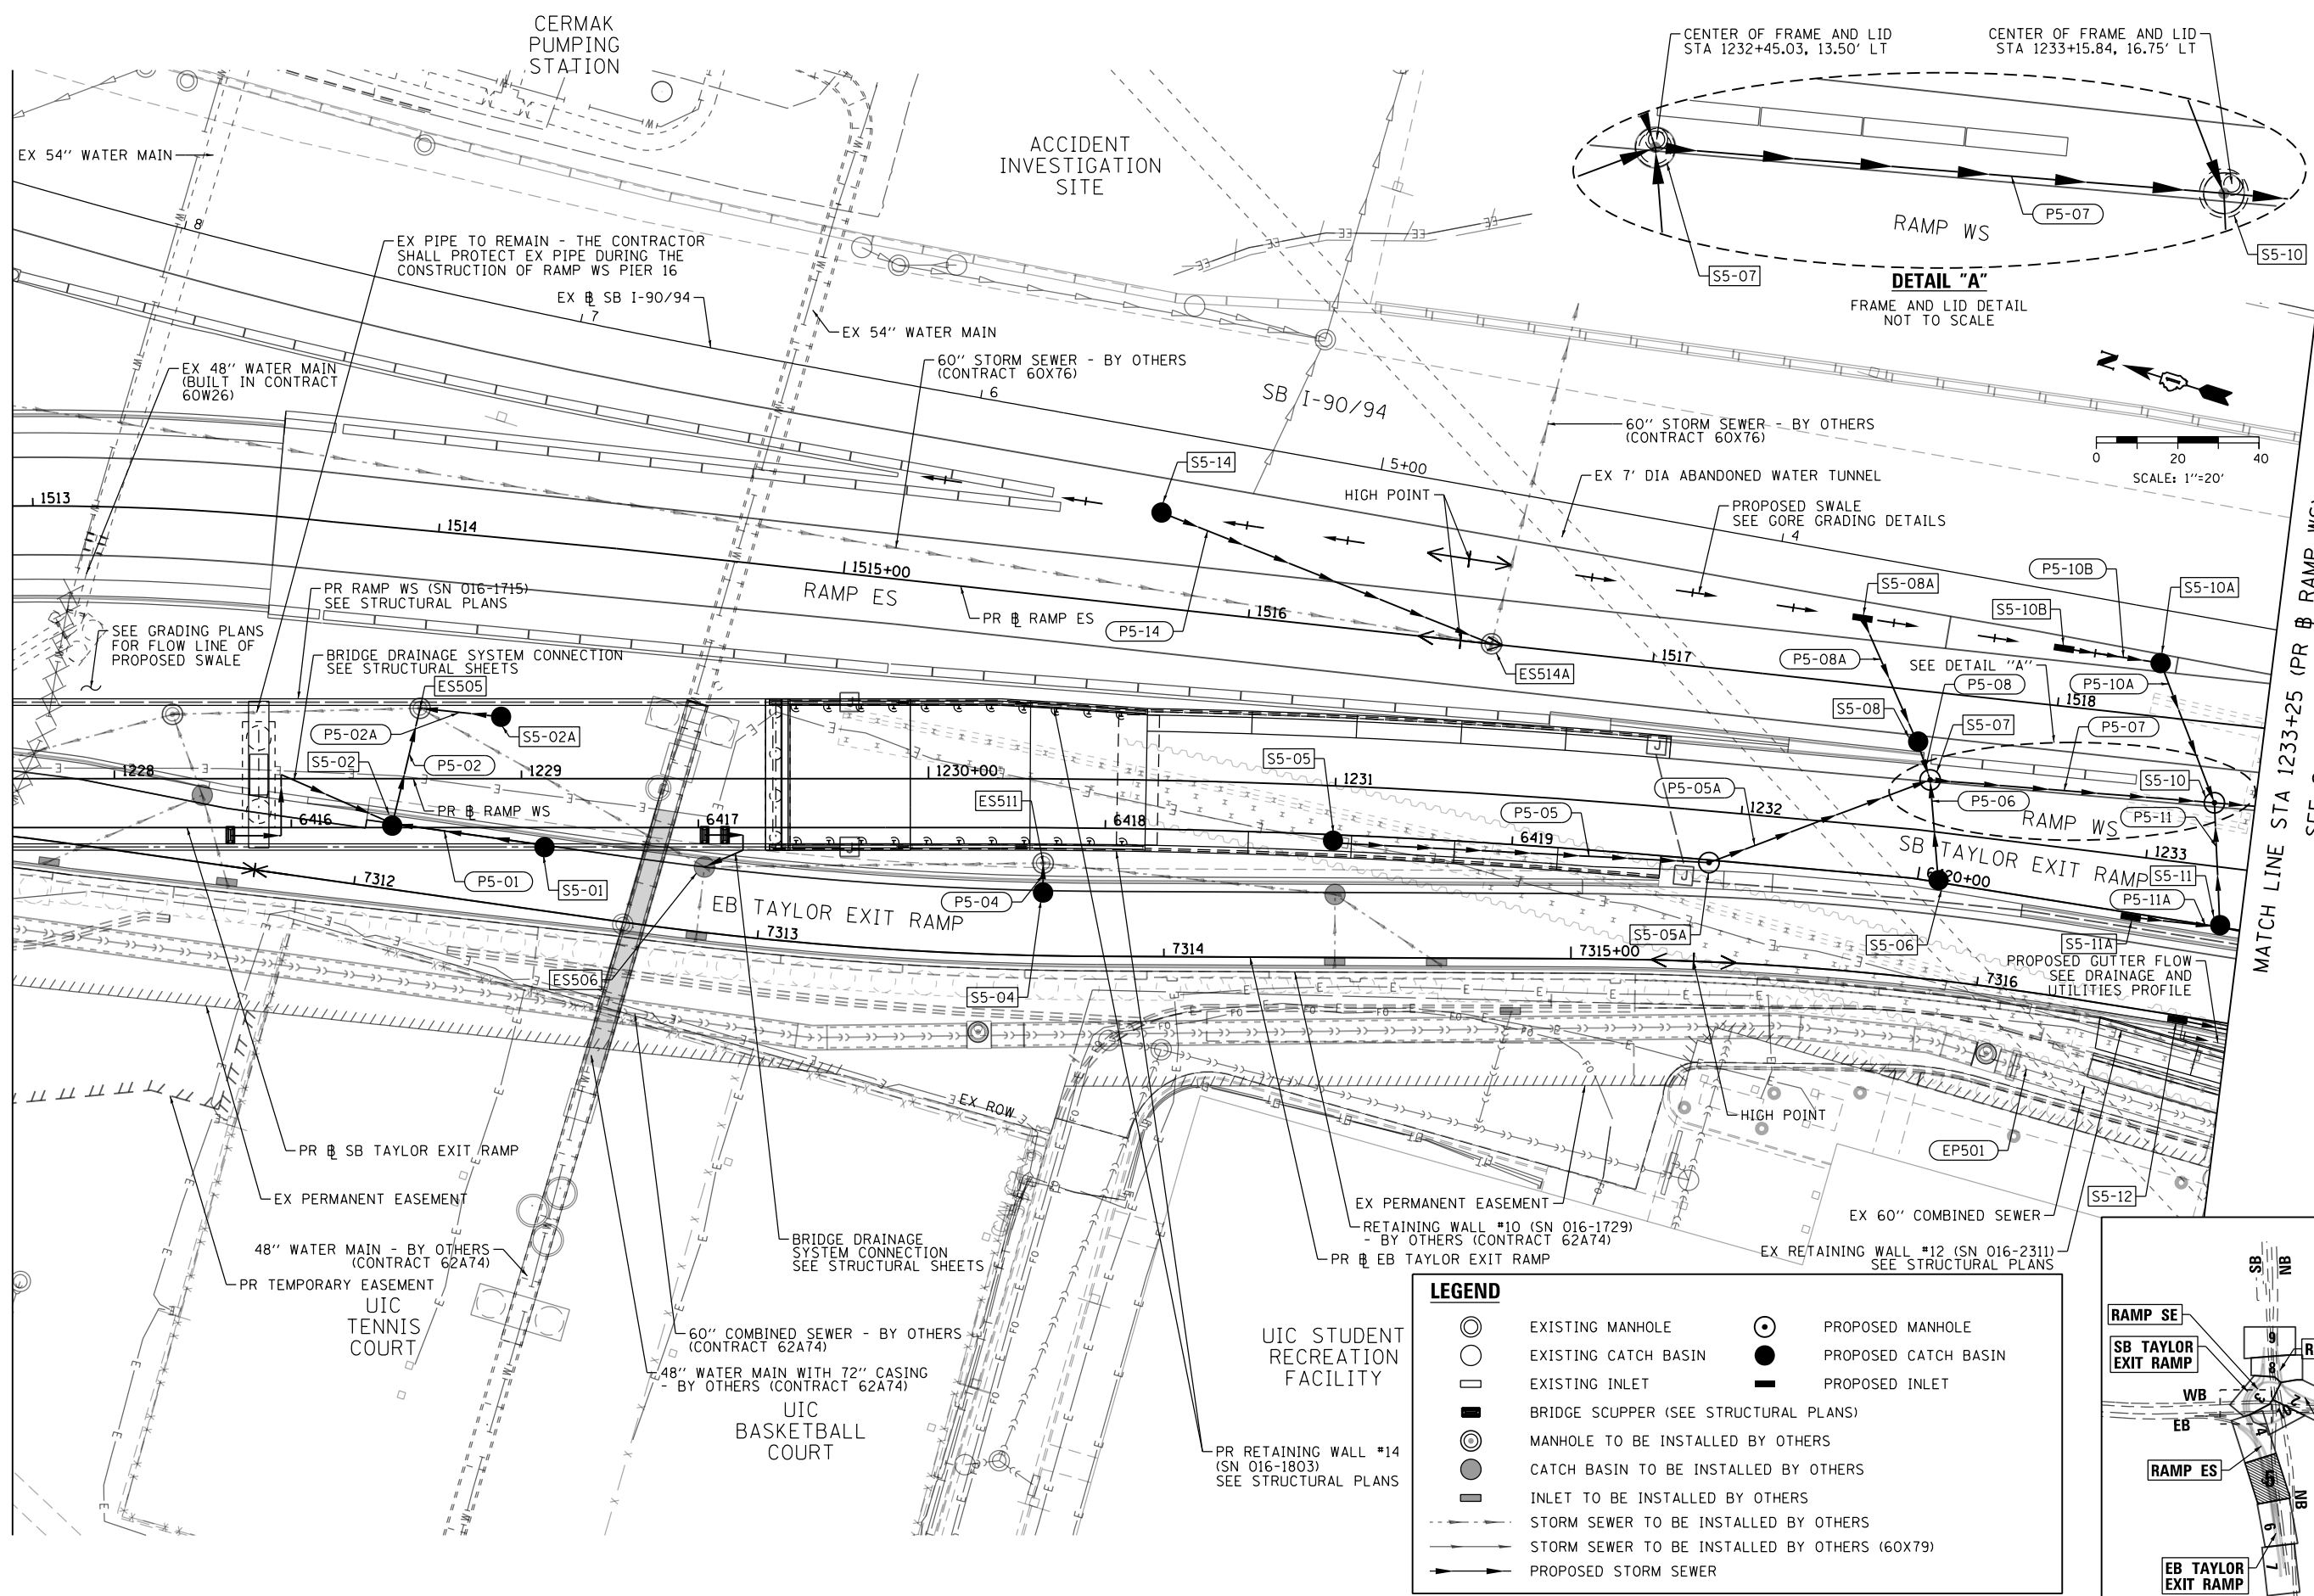 CERMAK
PUMPING
STATION
CENTER OF FRAME AND LID
STA 1232+45.03, 13.50' LT
CENTER OF FRAME AND LID
STA 1233+15.84, 16.75' LT
EX 54" WATER MAIN
ACCIDENT
INVESTIGATION
SITE
P5-07
RAMP WS
S5-10
S5-07
DETAIL "A"
FRAME AND LID DETAIL
NOT TO SCALE
8
EX PIPE TO REMAIN - THE CONTRACTOR
SHALL PROTECT EX PIPE DURING THE
CONSTRUCTION OF RAMP WS PIER 16
EX B SB I-90/94
7
EX 54" WATER MAIN
EX 48" WATER MAIN
(BUILT IN CONTRACT
60W26)
60" STORM SEWER - BY OTHERS
(CONTRACT 60X76)
6
SB I-90/94
60" STORM SEWER - BY OTHERS
(CONTRACT 60X76)
N
0 20 40
SCALE: 1"=20'
S5-14
5+00
EX 7' DIA ABANDONED WATER TUNNEL
HIGH POINT
PROPOSED SWALE
SEE GORE GRADING DETAILS
4
1513
1514
1515+00
RAMP ES
1516
1517
1518
P5-10B
S5-10A
S5-08A
S5-10B
PR RAMP WS (SN 016-1715)
SEE STRUCTURAL PLANS
PR B RAMP ES
P5-14
SEE GRADING PLANS
FOR FLOW LINE OF
PROPOSED SWALE
BRIDGE DRAINAGE SYSTEM CONNECTION
SEE STRUCTURAL SHEETS
ES505
ES514A
P5-08A
SEE DETAIL "A"
P5-08
P5-10A
S5-08
S5-07
P5-07
P5-02A
S5-02A
S5-02
P5-02
S5-05
S5-10
1228
1229
1230+00
1231
1232
1233
P5-05A
P5-06
RAMP WS
P5-11
ES511
PR B RAMP WS
P5-05
6416
6417
6418
6419
6420+00
SB TAYLOR EXIT RAMP
S5-11
P5-11A
P5-01
S5-01
7312
P5-04
EB TAYLOR EXIT RAMP
7313
7314
7315+00
7316
S5-05A
S5-06
S5-11A
PROPOSED GUTTER FLOW
SEE DRAINAGE AND
UTILITIES PROFILE
MATCH LINE STA 1233+25 (PR B RAMP WS)
ES506
S5-04
EX ROW
HIGH POINT
EP501
S5-12
PR B SB TAYLOR EXIT RAMP
EX PERMANENT EASEMENT
EX PERMANENT EASEMENT
RETAINING WALL #10 (SN 016-1729)
- BY OTHERS (CONTRACT 62A74)
PR B EB TAYLOR EXIT RAMP
EX 60" COMBINED SEWER
EX RETAINING WALL #12 (SN 016-2311)
SEE STRUCTURAL PLANS
48" WATER MAIN - BY OTHERS
(CONTRACT 62A74)
PR TEMPORARY EASEMENT
BRIDGE DRAINAGE
SYSTEM CONNECTION
SEE STRUCTURAL SHEETS
UIC
TENNIS
COURT
60" COMBINED SEWER - BY OTHERS
(CONTRACT 62A74)
48" WATER MAIN WITH 72" CASING
- BY OTHERS (CONTRACT 62A74)
UIC
BASKETBALL
COURT
UIC STUDENT
RECREATION
FACILITY
PR RETAINING WALL #14
(SN 016-1803)
SEE STRUCTURAL PLANS
LEGEND
EXISTING MANHOLE
PROPOSED MANHOLE
EXISTING CATCH BASIN
PROPOSED CATCH BASIN
EXISTING INLET
PROPOSED INLET
BRIDGE SCUPPER (SEE STRUCTURAL PLANS)
MANHOLE TO BE INSTALLED BY OTHERS
CATCH BASIN TO BE INSTALLED BY OTHERS
INLET TO BE INSTALLED BY OTHERS
STORM SEWER TO BE INSTALLED BY OTHERS
STORM SEWER TO BE INSTALLED BY OTHERS (60X79)
PROPOSED STORM SEWER
SB
NB
RAMP SE
9
SB TAYLOR
EXIT RAMP
8
WB
3
EB
4
RAMP ES
5
NB
6
EB TAYLOR
EXIT RAMP
7